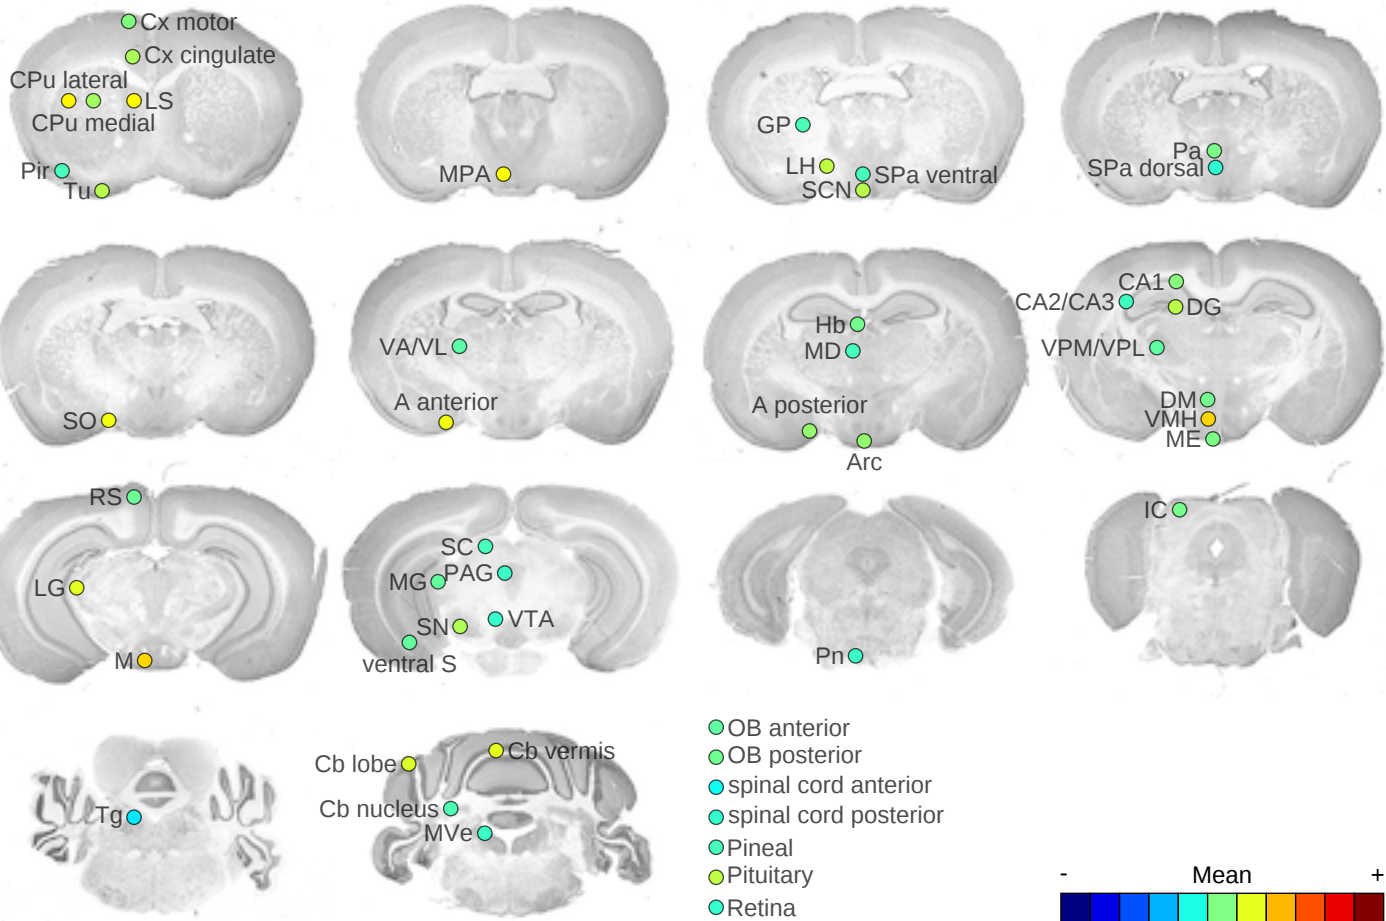 Cx motor
Cx cingulate
CPu lateral
LS
CPu medial
Pir
Tu
MPA
GP
LH
SPa ventral
SCN
Pa
SPa dorsal
SO
VA/VL
A anterior
Hb
MD
A posterior
Arc
CA1
CA2/CA3
DG
VPM/VPL
DM
VMH
ME
RS
LG
M
SC
PAG
MG
VTA
SN
ventral S
Pn
IC
Tg
Cb vermis
Cb lobe
Cb nucleus
MVe
OB anterior
OB posterior
spinal cord anterior
spinal cord posterior
Pineal
Pituitary
Retina
- Mean +